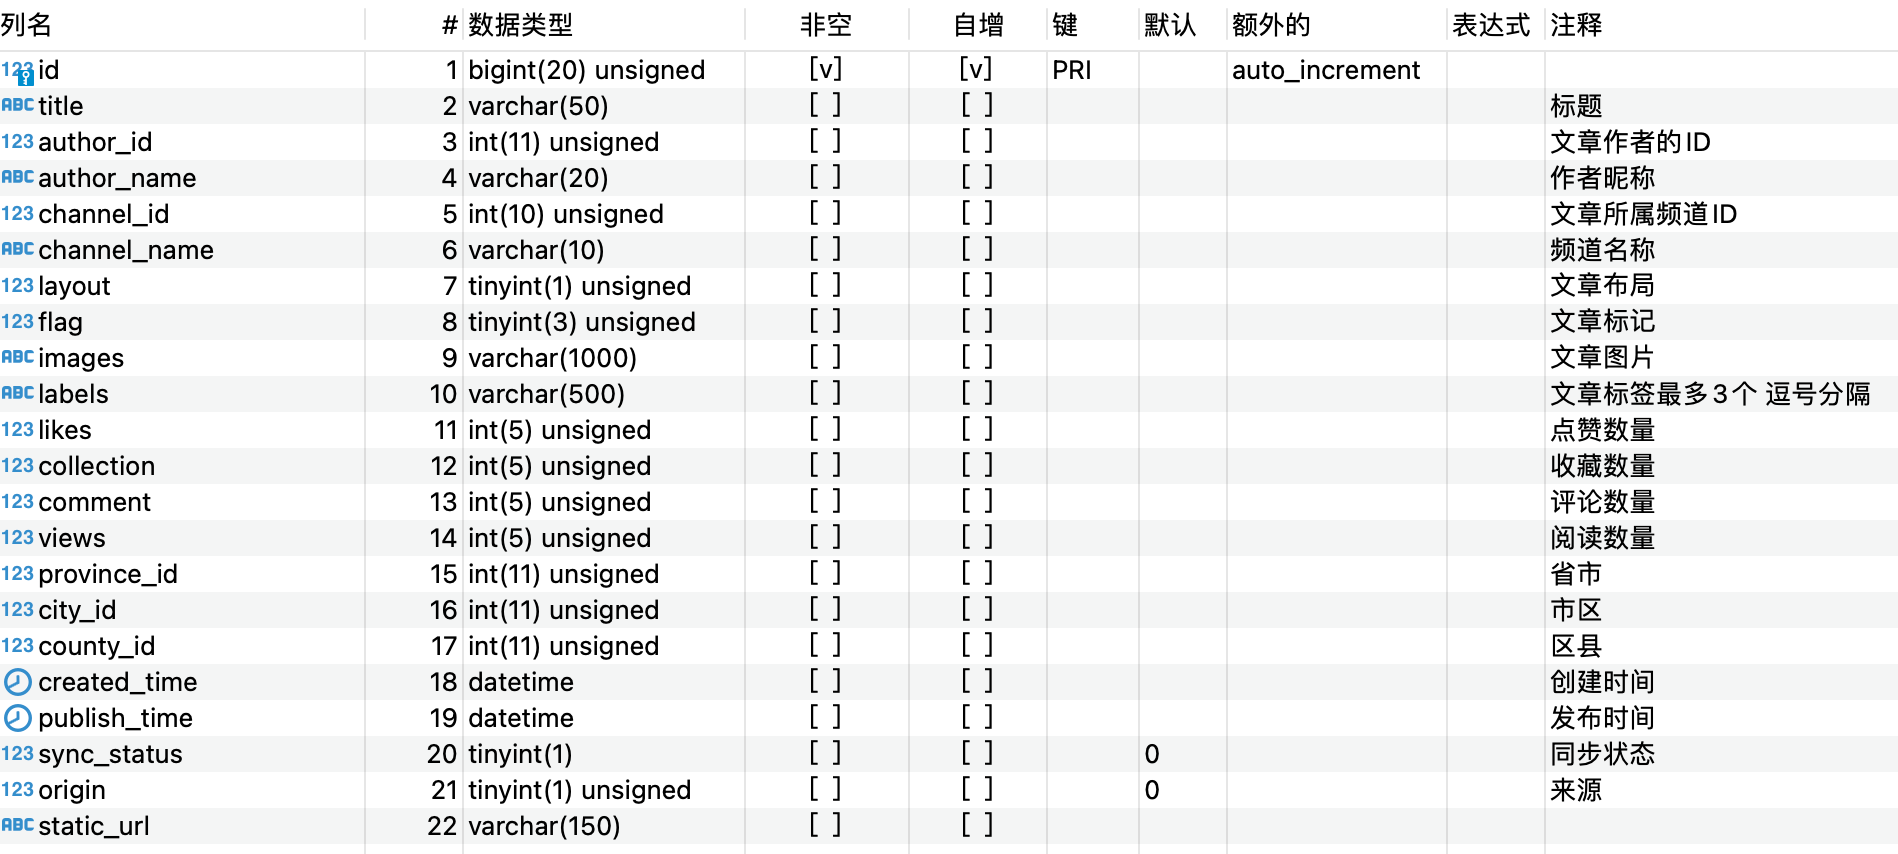 列名 # 数据类型 非空 自增 键 默认 额外的 表达式 注释
123 id 1 bigint(20) unsigned [v] [v] PRI auto_increment
ABC title 2 varchar(50) [ ] [ ] 标题
123 author_id 3 int(11) unsigned [ ] [ ] 文章作者的ID
ABC author_name 4 varchar(20) [ ] [ ] 作者昵称
123 channel_id 5 int(10) unsigned [ ] [ ] 文章所属频道ID
ABC channel_name 6 varchar(10) [ ] [ ] 频道名称
123 layout 7 tinyint(1) unsigned [ ] [ ] 文章布局
123 flag 8 tinyint(3) unsigned [ ] [ ] 文章标记
ABC images 9 varchar(1000) [ ] [ ] 文章图片
ABC labels 10 varchar(500) [ ] [ ] 文章标签最多3个 逗号分隔
123 likes 11 int(5) unsigned [ ] [ ] 点赞数量
123 collection 12 int(5) unsigned [ ] [ ] 收藏数量
123 comment 13 int(5) unsigned [ ] [ ] 评论数量
123 views 14 int(5) unsigned [ ] [ ] 阅读数量
123 province_id 15 int(11) unsigned [ ] [ ] 省市
123 city_id 16 int(11) unsigned [ ] [ ] 市区
123 county_id 17 int(11) unsigned [ ] [ ] 区县
created_time 18 datetime [ ] [ ] 创建时间
publish_time 19 datetime [ ] [ ] 发布时间
123 sync_status 20 tinyint(1) [ ] [ ] 0 同步状态
123 origin 21 tinyint(1) unsigned [ ] [ ] 0 来源
ABC static_url 22 varchar(150) [ ] [ ]